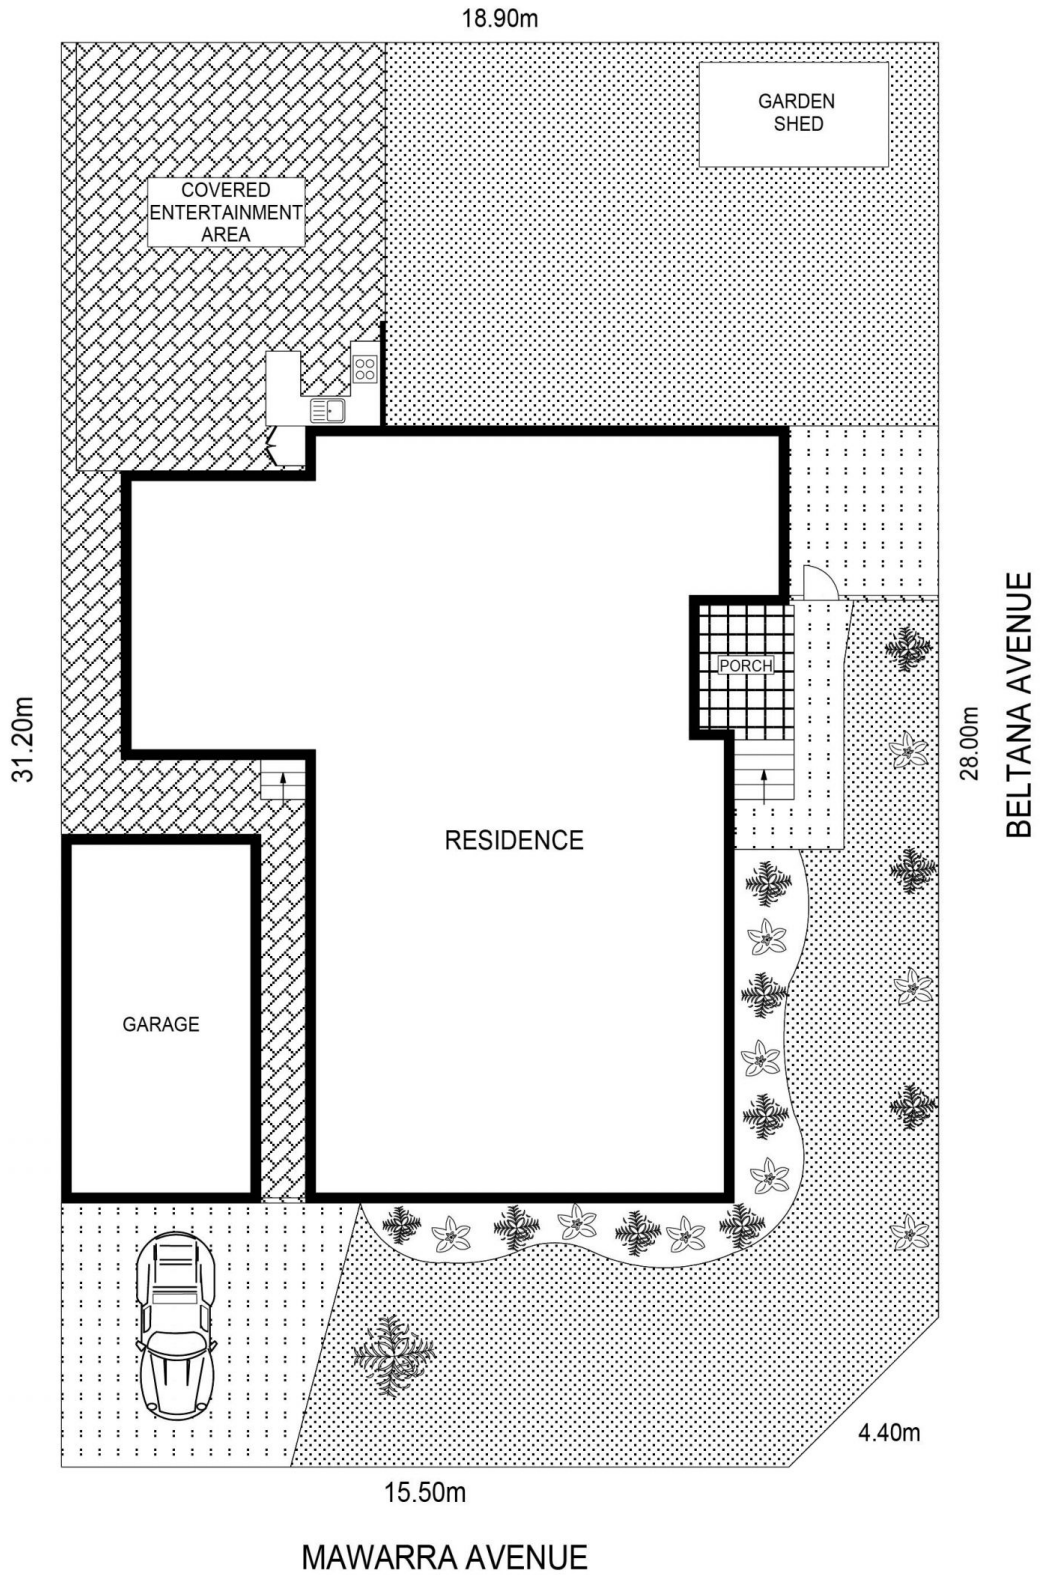 18.90m
GARDEN
SHED
COVERED
ENTERTAINMENT
AREA
PORCH
BELTANA AVENUE
31.20m
28.00m
RESIDENCE
GARAGE
4.40m
15.50m
MAWARRA AVENUE